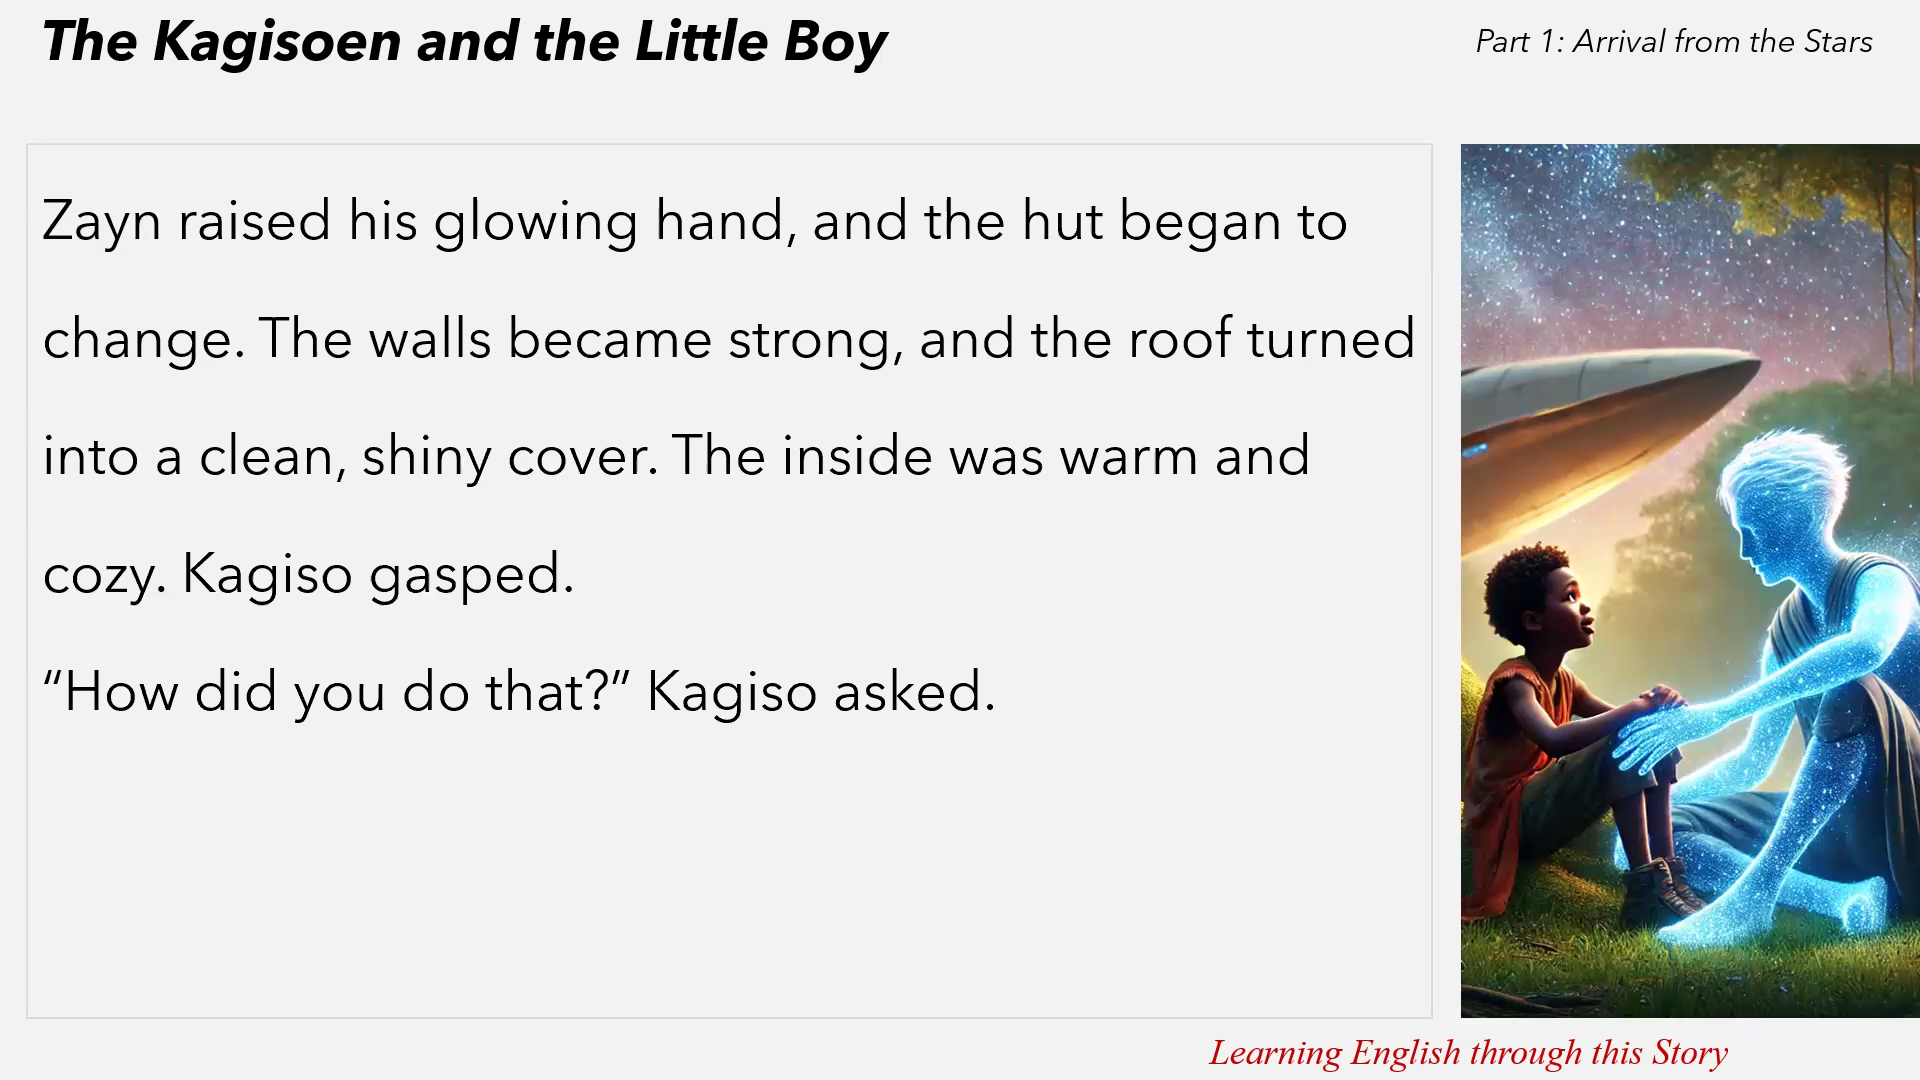 The Kagisoen and the Little Boy
Part 1: Arrival from the Stars
Zayn raised his glowing hand, and the hut began to
change. The walls became strong, and the roof turned
into a clean, shiny cover. The inside was warm and
cozy. Kagiso gasped.
“How did you do that?” Kagiso asked.
Learning English through this Story